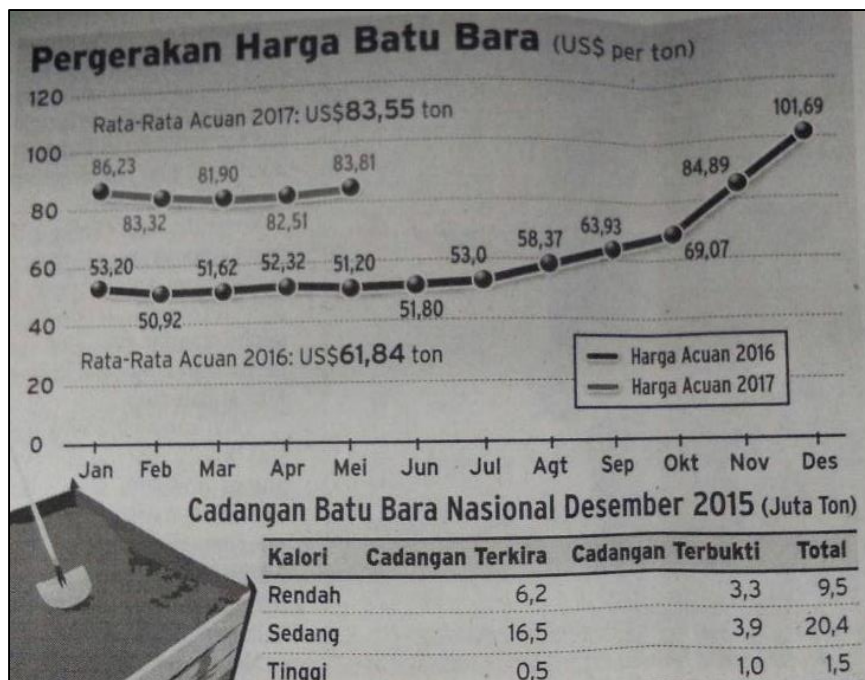 Pergerakan Harga Batu Bara (US$ per ton)
120
Rata-Rata Acuan 2017: US$83,55 ton
101,69
100
86,23 81,90 83,81 84,89
80
83,32 82,51
58,37 63,93
60
53,20 51,62 52,32 51,20 53,0 69,07
50,92 51,80
40
Rata-Rata Acuan 2016: US$61,84 ton
Harga Acuan 2016
Harga Acuan 2017
20
0
Jan Feb Mar Apr Mei Jun Jul Agt Sep Okt Nov Des
Cadangan Batu Bara Nasional Desember 2015 (Juta Ton)
Kalori Cadangan Terkira Cadangan Terbukti Total
Rendah 6,2 3,3 9,5
Sedang 16,5 3,9 20,4
Tinggi 0,5 1,0 1,5